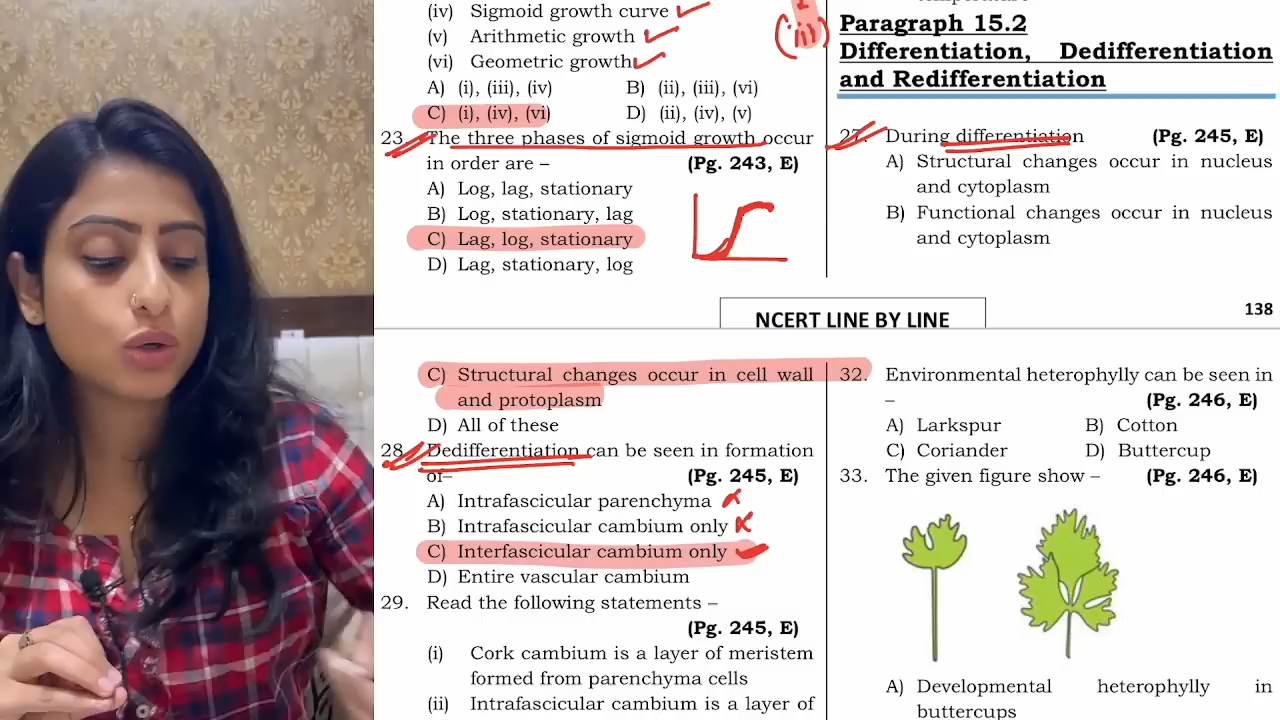 (iv) Sigmoid growth curve
(v) Arithmetic growth
(vi) Geometric growth
A) (i), (iii), (iv) B) (ii), (iii), (vi)
C) (i), (iv), (vi) D) (ii), (iv), (v)
23. The three phases of sigmoid growth occur
in order are – (Pg. 243, E)
A) Log, lag, stationary
B) Log, stationary, lag
C) Lag, log, stationary
D) Lag, stationary, log
(iii)
Paragraph 15.2
Differentiation, Dedifferentiation
and Redifferentiation
27. During differentiation (Pg. 245, E)
A) Structural changes occur in nucleus
and cytoplasm
B) Functional changes occur in nucleus
and cytoplasm
138
NCERT LINE BY LINE
C) Structural changes occur in cell wall
and protoplasm
D) All of these
28. Dedifferentiation can be seen in formation
of– (Pg. 245, E)
A) Intrafascicular parenchyma
B) Intrafascicular cambium only
C) Interfascicular cambium only
D) Entire vascular cambium
29. Read the following statements –
(Pg. 245, E)
(i) Cork cambium is a layer of meristem
formed from parenchyma cells
(ii) Intrafascicular cambium is a layer of
32. Environmental heterophylly can be seen in
– (Pg. 246, E)
A) Larkspur B) Cotton
C) Coriander D) Buttercup
33. The given figure show – (Pg. 246, E)
A) Developmental heterophylly in
buttercups